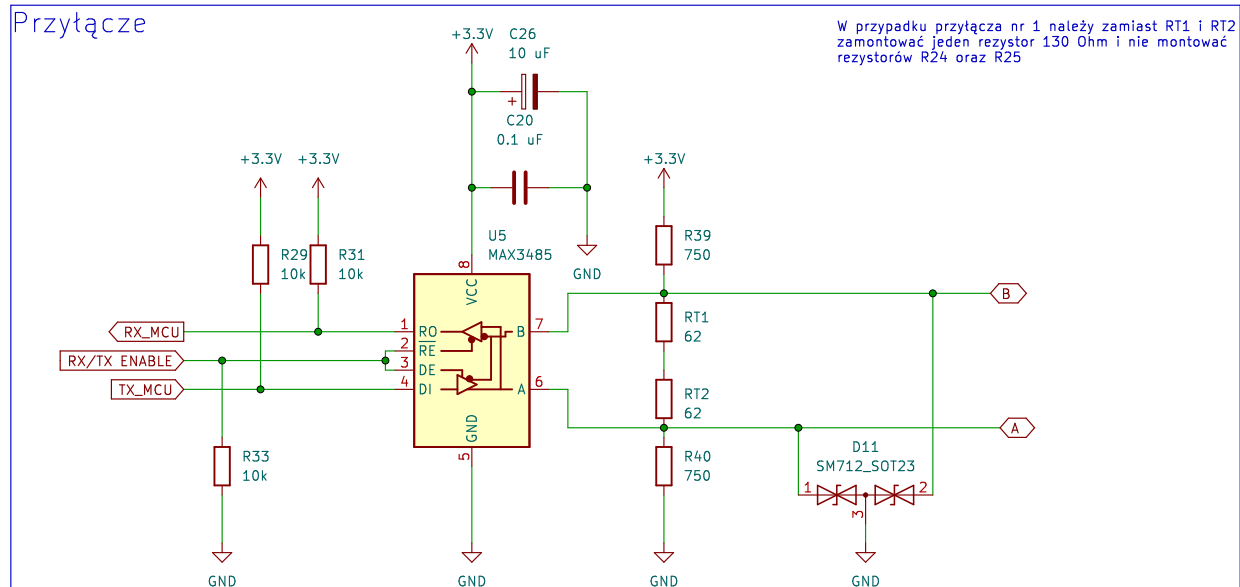 Przyłącze
W przypadku przyłącza nr 1 należy zamiast RT1 i RT2
zamontować jeden rezystor 130 Ohm i nie montować
rezystorów R24 oraz R25
+3.3V
C26
10 uF
+
C20
0.1 uF
+3.3V
+3.3V
+3.3V
R29
10k
R31
10k
U5
MAX3485
R39
750
GND
8
VCC
B
RX_MCU
1
RO
B
7
RT1
62
RX/TX ENABLE
2
RE
3
DE
TX_MCU
4
DI
A
6
RT2
62
A
GND
5
R33
10k
R40
750
D11
SM712_SOT23
1
2
3
GND
GND
GND
GND